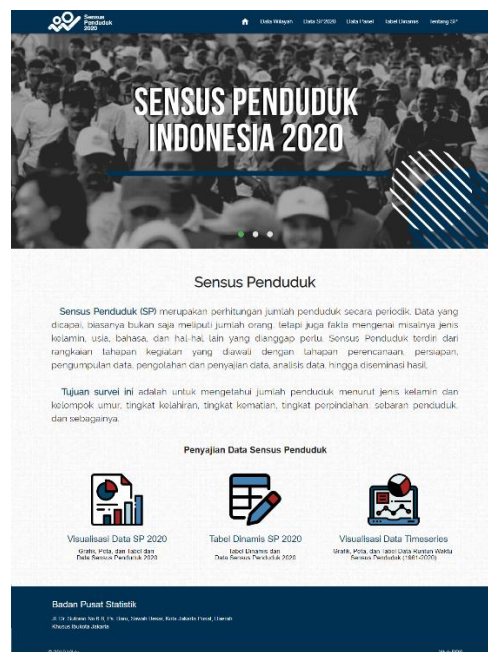 Sensus
Penduduk
2020
Data Wilayah Data SP2020 Data Panel Tabel Dinamis Tentang SP
SENSUS PENDUDUK
INDONESIA 2020
Sensus Penduduk
Sensus Penduduk (SP) merupakan perhitungan jumlah penduduk secara periodik. Data yang
dicapai, biasanya bukan saja meliputi jumlah orang, tetapi juga fakta mengenai misalnya jenis
kelamin, usia, bahasa, dan hal-hal lain yang dianggap perlu. Sensus Penduduk terdiri dari
rangkaian tahapan kegiatan yang diawali dengan tahapan perencanaan, persiapan,
pengumpulan data, pengolahan dan penyajian data, analisis data, hingga diseminasi hasil.
Tujuan survei ini adalah untuk mengetahui jumlah penduduk menurut jenis kelamin dan
kelompok umur, tingkat kelahiran, tingkat kematian, tingkat perpindahan, sebaran penduduk,
dan sebagainya.
Penyajian Data Sensus Penduduk
Visualisasi Data SP 2020
Grafik, Peta, dan Tabel dari
Data Sensus Penduduk 2020
Tabel Dinamis SP 2020
Tabel Dinamis dari
Data Sensus Penduduk 2020
Visualisasi Data Timeseries
Grafik, Peta, dan Tabel Data Runtun Waktu
Sensus Penduduk (1961-2020)
Badan Pusat Statistik
Jl. Dr. Sutomo No.6 8, Ps. Baru, Sawah Besar, Kota Jakarta Pusat, Daerah
Khusus Ibukota Jakarta